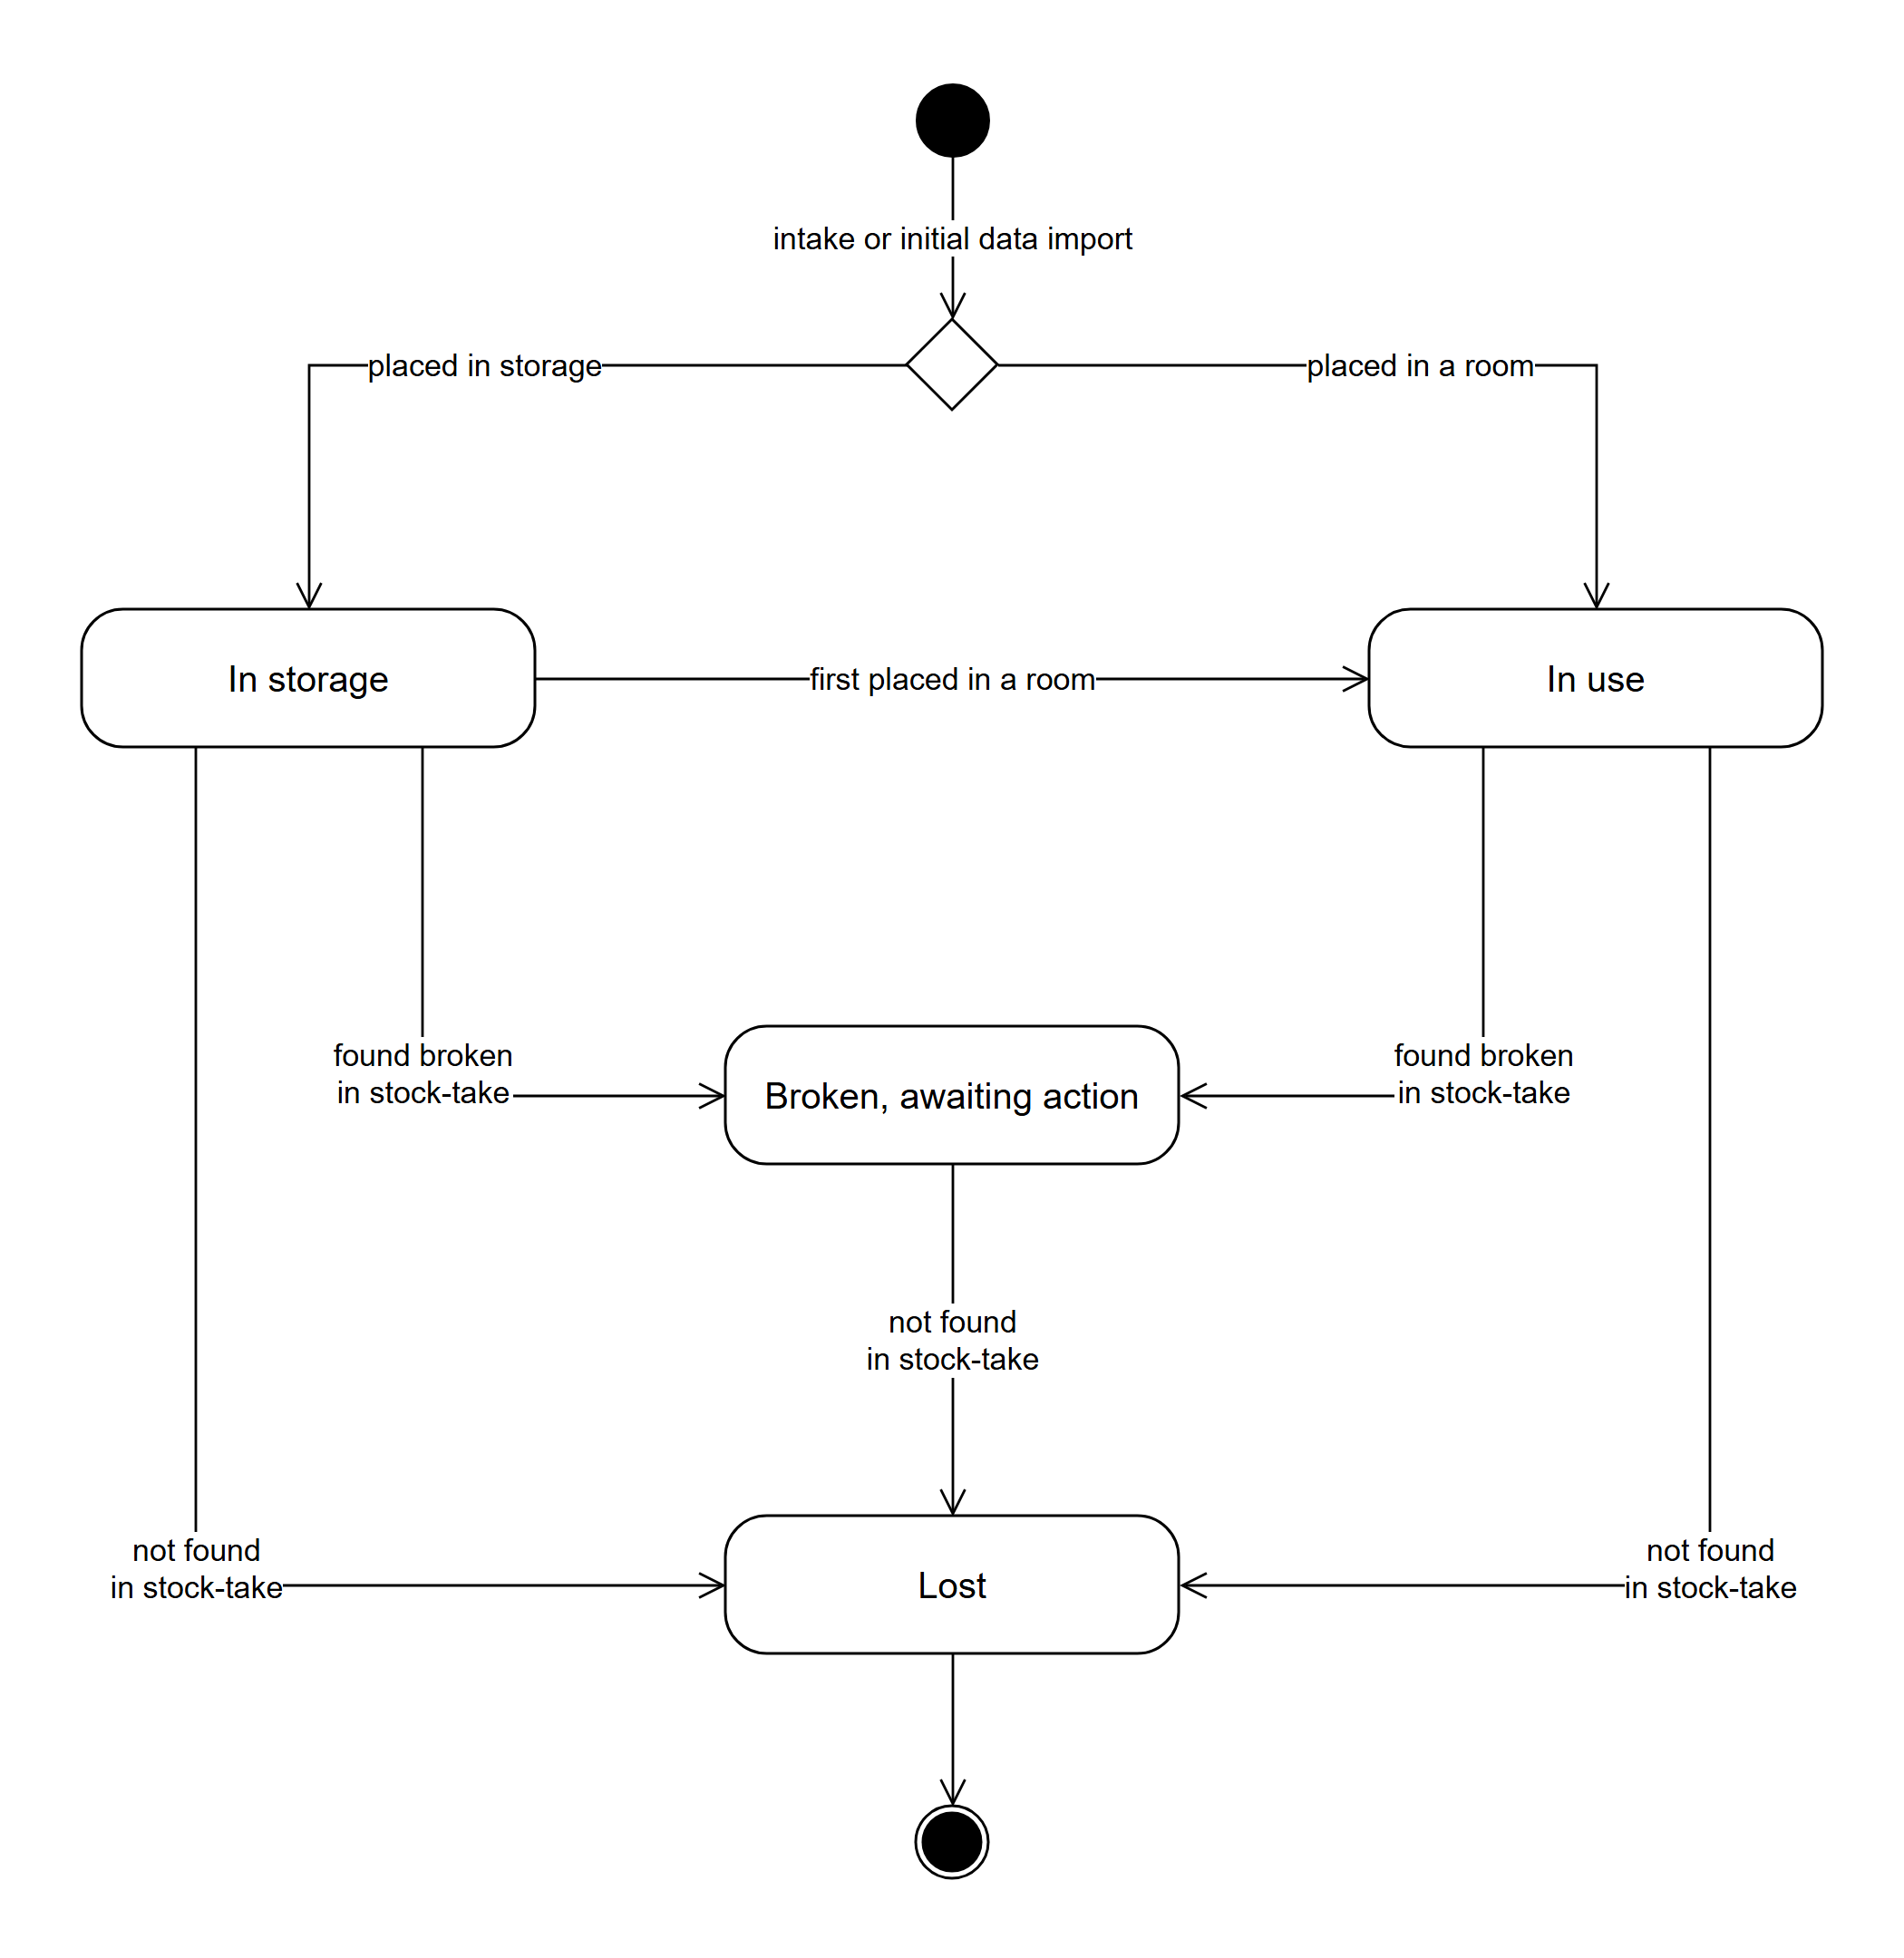 intake or initial data import
placed in storage
placed in a room
In storage
first placed in a room
In use
found broken
in stock-take
Broken, awaiting action
found broken
in stock-take
not found
in stock-take
not found
in stock-take
Lost
not found
in stock-take